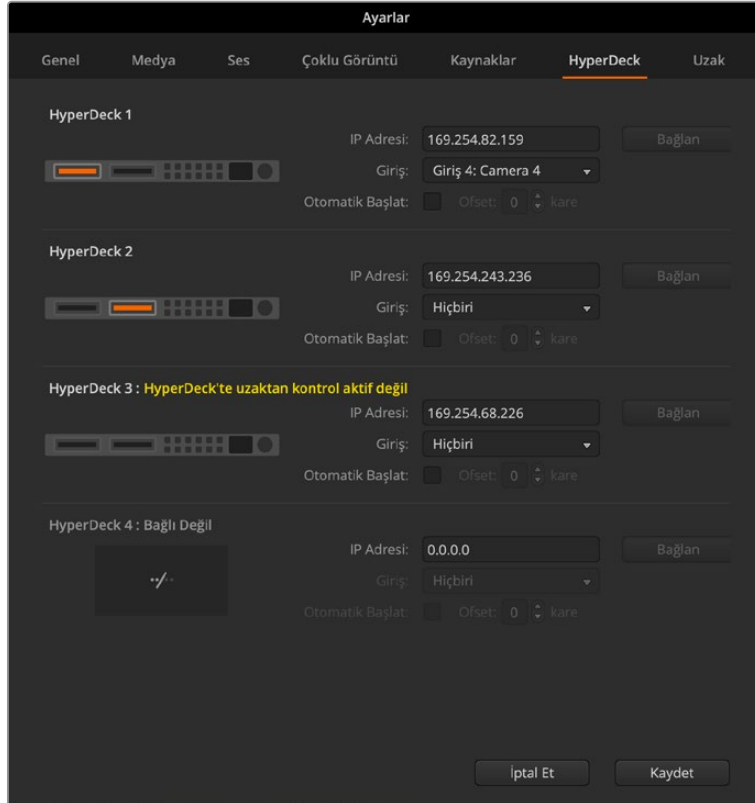 Ayarlar
Genel Medya Ses Çoklu Görüntü Kaynaklar HyperDeck Uzak
HyperDeck 1
IP Adresi: 169.254.82.159 Bağlan
Giriş: Giriş 4: Camera 4
Otomatik Başlat: Ofset: 0 kare
HyperDeck 2
IP Adresi: 169.254.243.236 Bağlan
Giriş: Hiçbiri
Otomatik Başlat: Ofset: 0 kare
HyperDeck 3 : HyperDeck'te uzaktan kontrol aktif değil
IP Adresi: 169.254.68.226 Bağlan
Giriş: Hiçbiri
Otomatik Başlat: Ofset: 0 kare
HyperDeck 4 : Bağlı Değil
IP Adresi: 0.0.0.0 Bağlan
Giriş: Hiçbiri
Otomatik Başlat: Ofset: 0 kare
İptal Et Kaydet